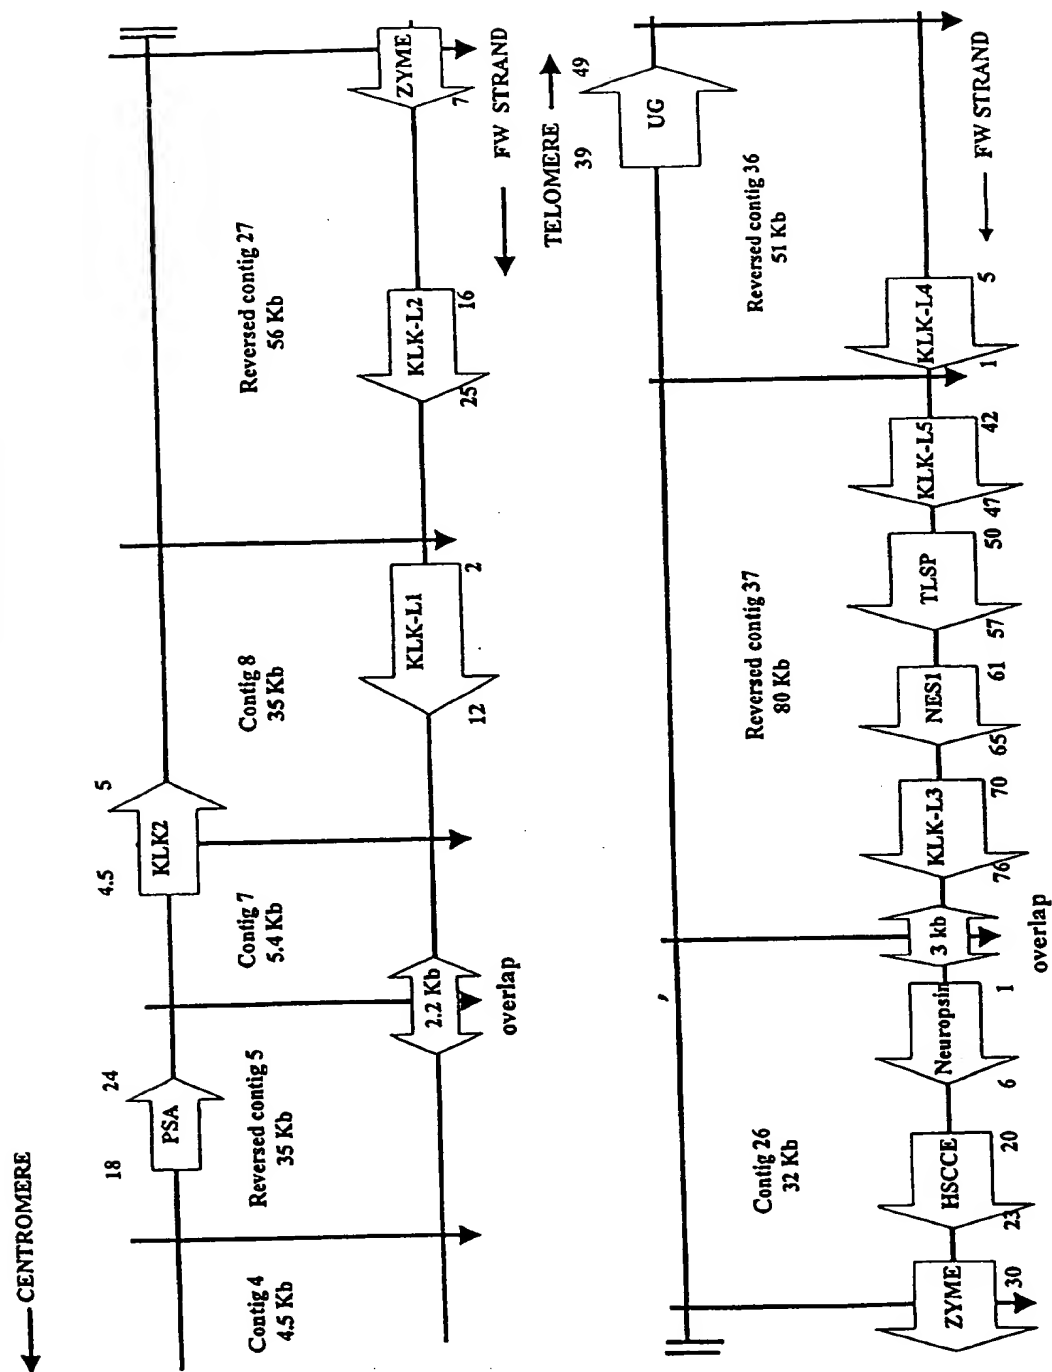 CENTROMERE
Contig 4
4.5 Kb
18
PSA
24
Reversed contig 5
35 Kb
2.2 Kb
overlap
Contig 7
5.4 Kb
4.5
KLK2
5
Contig 8
35 Kb
12
KLK-L1
2
Reversed contig 27
56 Kb
25
KLK-L2
16
7
ZYME
FW STRAND
TELOMERE
ZYME
30
Contig 26
32 Kb
23
HSCCE
20
6
Neuropsin
1
3 kb
overlap
Reversed contig 37
80 Kb
76
KLK-L3
70
65
NES1
61
57
TLSP
50
47
KLK-L5
42
Reversed contig 36
51 Kb
1
KLK-L4
5
39
UG
49
FW STRAND